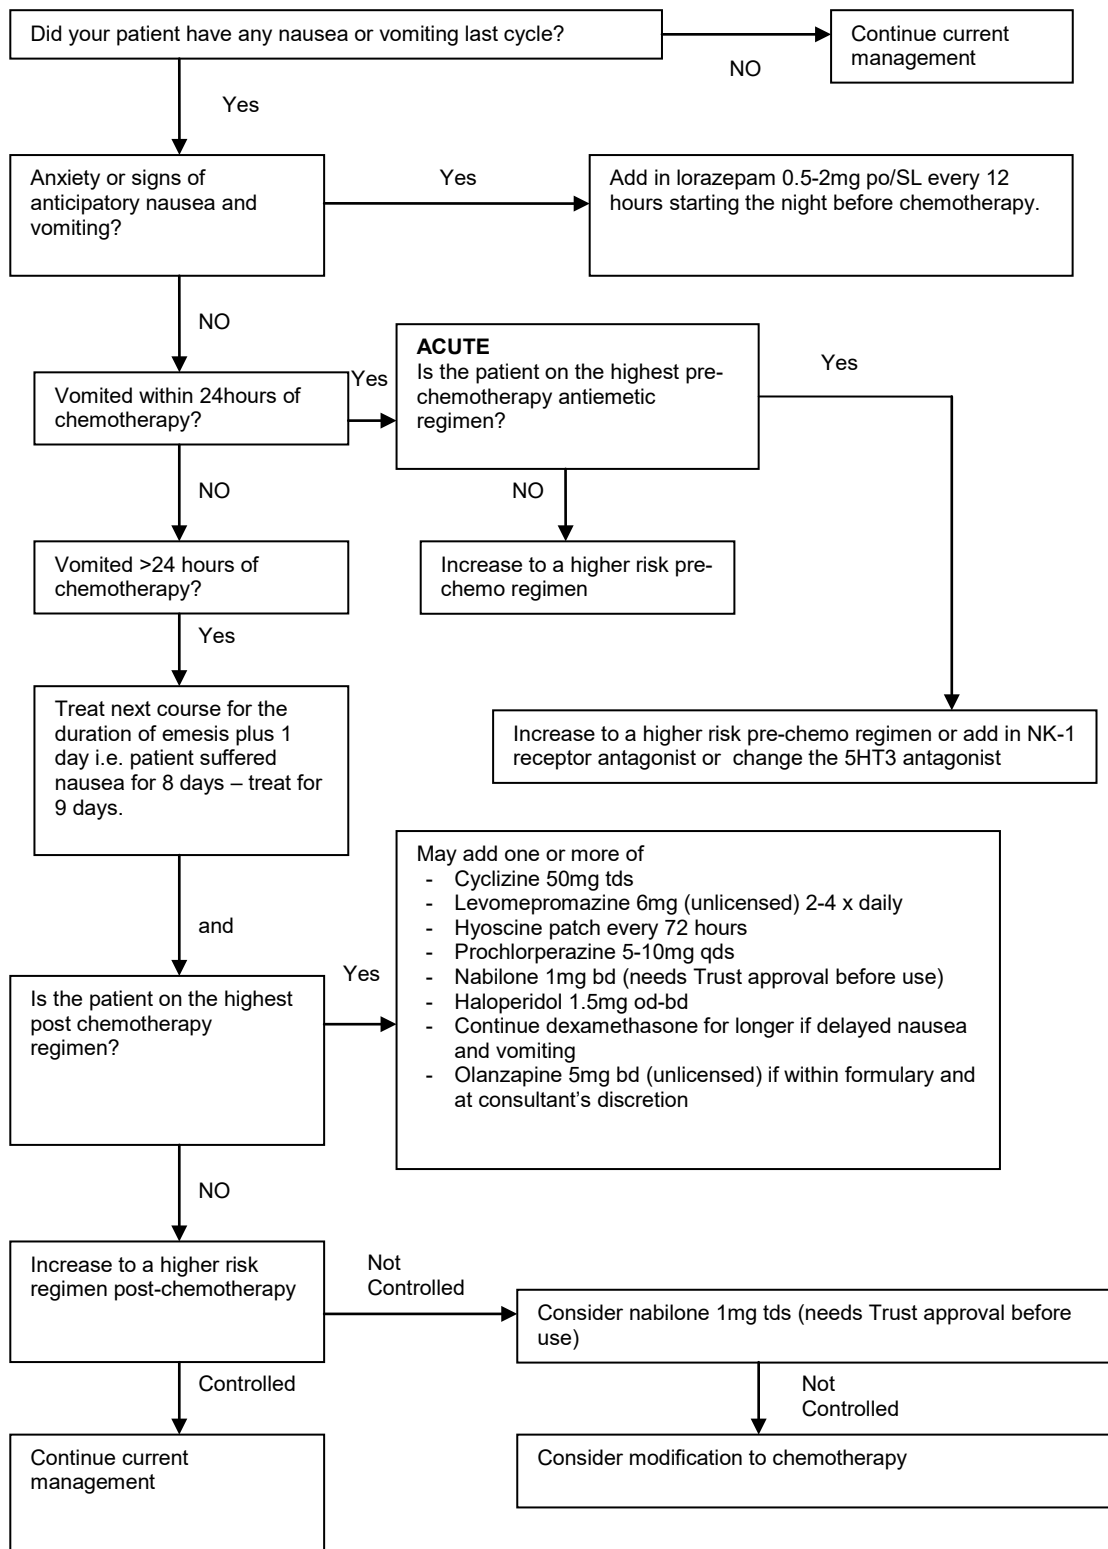 Did your patient have any nausea or vomiting last cycle?
NO
Continue current
management
Yes
Anxiety or signs of
anticipatory nausea and
vomiting?
Yes
Add in lorazepam 0.5-2mg po/SL every 12
hours starting the night before chemotherapy.
NO
Vomited within 24hours of
chemotherapy?
Yes
ACUTE
Is the patient on the highest pre-
chemotherapy antiemetic
regimen?
Yes
NO
NO
Increase to a higher risk pre-
chemo regimen
Vomited >24 hours of
chemotherapy?
Yes
Increase to a higher risk pre-chemo regimen or add in NK-1
receptor antagonist or  change the 5HT3 antagonist
Treat next course for the
duration of emesis plus 1
day i.e. patient suffered
nausea for 8 days – treat for
9 days.
and
Is the patient on the highest
post chemotherapy
regimen?
Yes
May add one or more of
- Cyclizine 50mg tds
- Levomepromazine 6mg (unlicensed) 2-4 x daily
- Hyoscine patch every 72 hours
- Prochlorperazine 5-10mg qds
- Nabilone 1mg bd (needs Trust approval before use)
- Haloperidol 1.5mg od-bd
- Continue dexamethasone for longer if delayed nausea
and vomiting
- Olanzapine 5mg bd (unlicensed) if within formulary and
at consultant's discretion
NO
Increase to a higher risk
regimen post-chemotherapy
Not
Controlled
Consider nabilone 1mg tds (needs Trust approval before
use)
Controlled
Not
Controlled
Continue current
management
Consider modification to chemotherapy